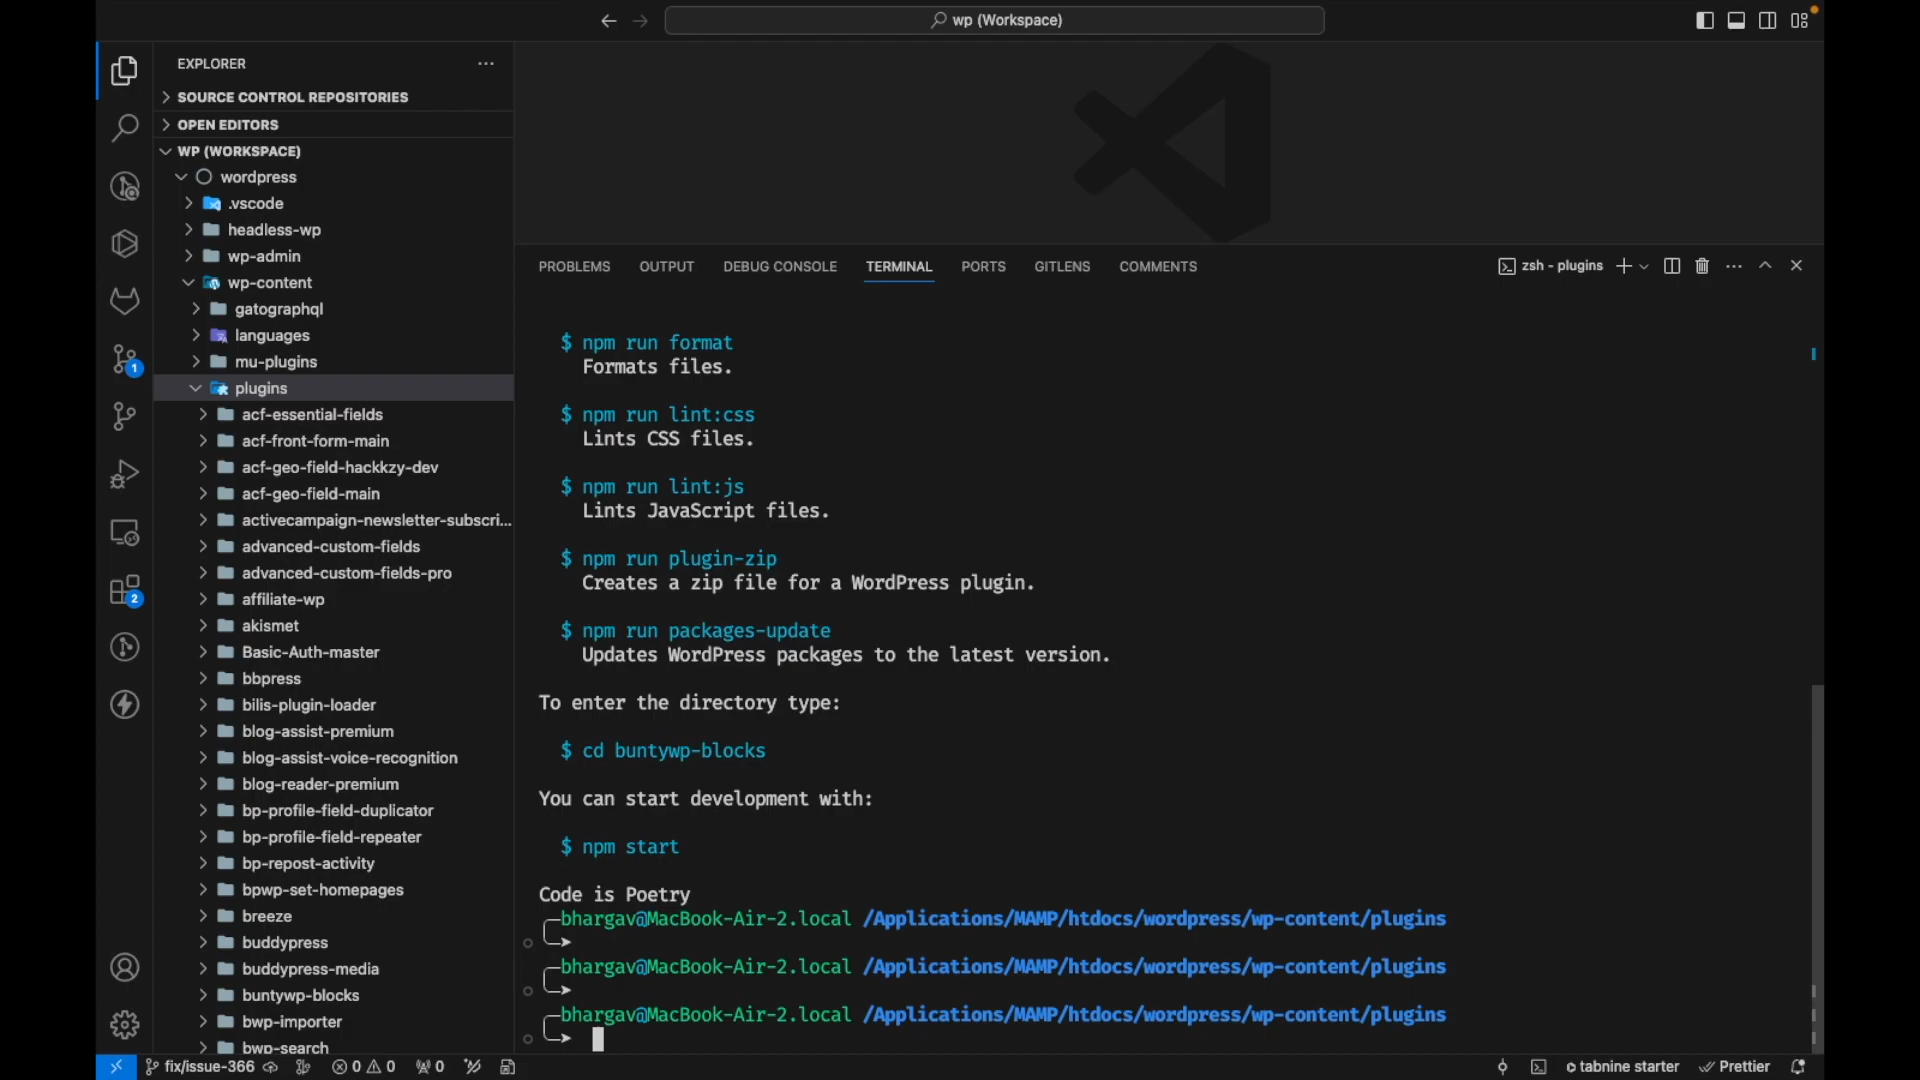 wp (Workspace)
EXPLORER
SOURCE CONTROL REPOSITORIES
OPEN EDITORS
WP (WORKSPACE)
wordpress
.vscode
headless-wp
wp-admin
wp-content
gatographql
languages
mu-plugins
plugins
acf-essential-fields
acf-front-form-main
acf-geo-field-hackkzy-dev
acf-geo-field-main
activecampaign-newsletter-subscri...
advanced-custom-fields
advanced-custom-fields-pro
affiliate-wp
akismet
Basic-Auth-master
bbpress
bilis-plugin-loader
blog-assist-premium
blog-assist-voice-recognition
blog-reader-premium
bp-profile-field-duplicator
bp-profile-field-repeater
bp-repost-activity
bpwp-set-homepages
breeze
buddypress
buddypress-media
buntywp-blocks
bwp-importer
bwp-search
1
2
PROBLEMS OUTPUT DEBUG CONSOLE TERMINAL PORTS GITLENS COMMENTS
zsh - plugins
$ npm run format
Formats files.
$ npm run lint:css
Lints CSS files.
$ npm run lint:js
Lints JavaScript files.
$ npm run plugin-zip
Creates a zip file for a WordPress plugin.
$ npm run packages-update
Updates WordPress packages to the latest version.
To enter the directory type:
$ cd buntywp-blocks
You can start development with:
$ npm start
Code is Poetry
bhargav@MacBook-Air-2.local /Applications/MAMP/htdocs/wordpress/wp-content/plugins
bhargav@MacBook-Air-2.local /Applications/MAMP/htdocs/wordpress/wp-content/plugins
bhargav@MacBook-Air-2.local /Applications/MAMP/htdocs/wordpress/wp-content/plugins
fix/issue-366 0 0 0 tabnine starter Prettier